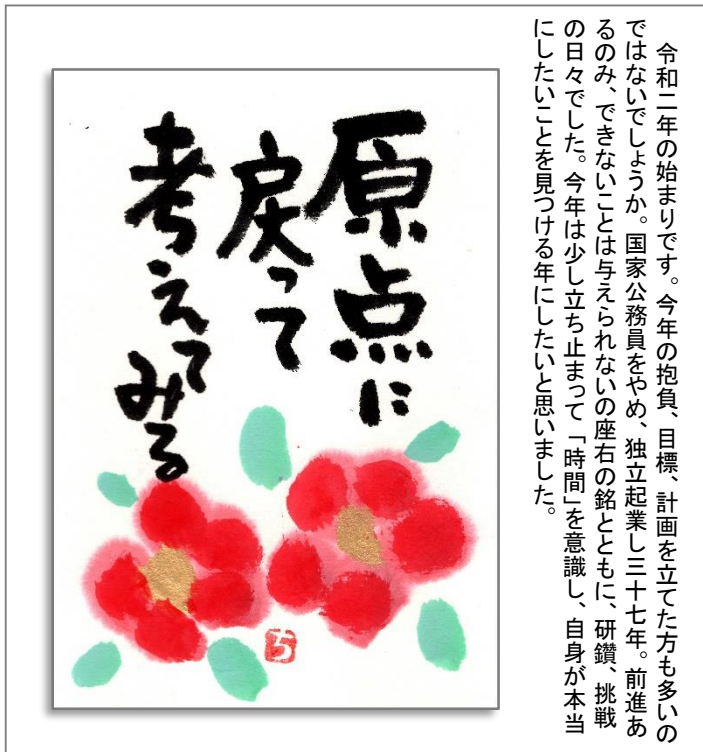 令和二年の始まりです。今年の抱負、目標、計画を立てた方も多いの
ではないでしょうか。国家公務員をやめ、独立起業し三十七年。前進あ
るのみ、できないことは与えられないの座右の銘とともに、研鑽、挑戦
の日々でした。今年は少し立ち止まって「時間」を意識し、自身が本当
にしたいことを見つける年にしたいと思いました。
原点に
戻って
考えて
みる
ち